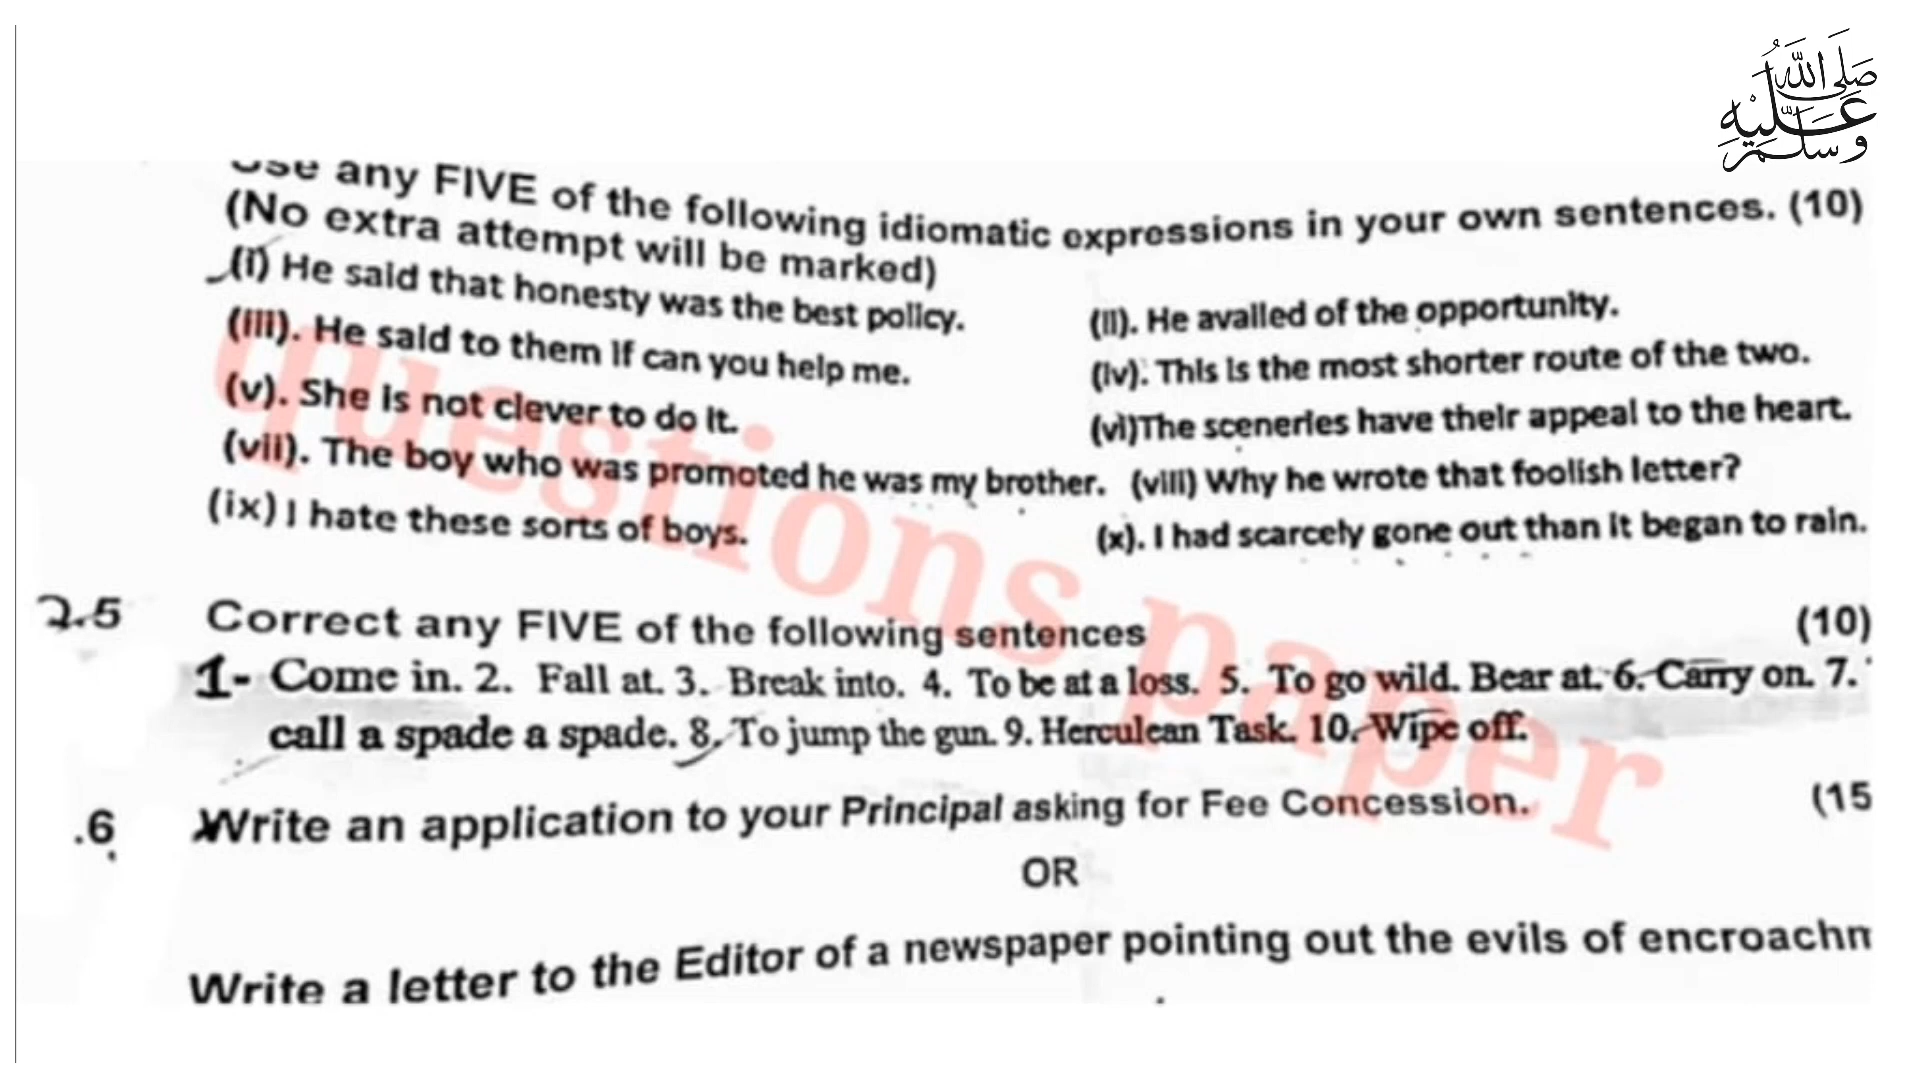 صلى الله
عليه
وسلم
Use any FIVE of the following idiomatic expressions in your own sentences. (10)
(No extra attempt will be marked)
(i) He said that honesty was the best policy. (ii). He availed of the opportunity.
(iii). He said to them if can you help me. (iv). This is the most shorter route of the two.
(v). She is not clever to do it. (vi)The sceneries have their appeal to the heart.
(vii). The boy who was promoted he was my brother. (viii) Why he wrote that foolish letter?
(ix) I hate these sorts of boys. (x). I had scarcely gone out than it began to rain.
2.5 Correct any FIVE of the following sentences (10)
1- Come in. 2. Fall at. 3. Break into. 4. To be at a loss. 5. To go wild. Bear at. 6. Carry on. 7.
call a spade a spade. 8. To jump the gun. 9. Herculean Task. 10. Wipe off.
.6 Write an application to your Principal asking for Fee Concession. (15
OR
Write a letter to the Editor of a newspaper pointing out the evils of encroachm
questions paper